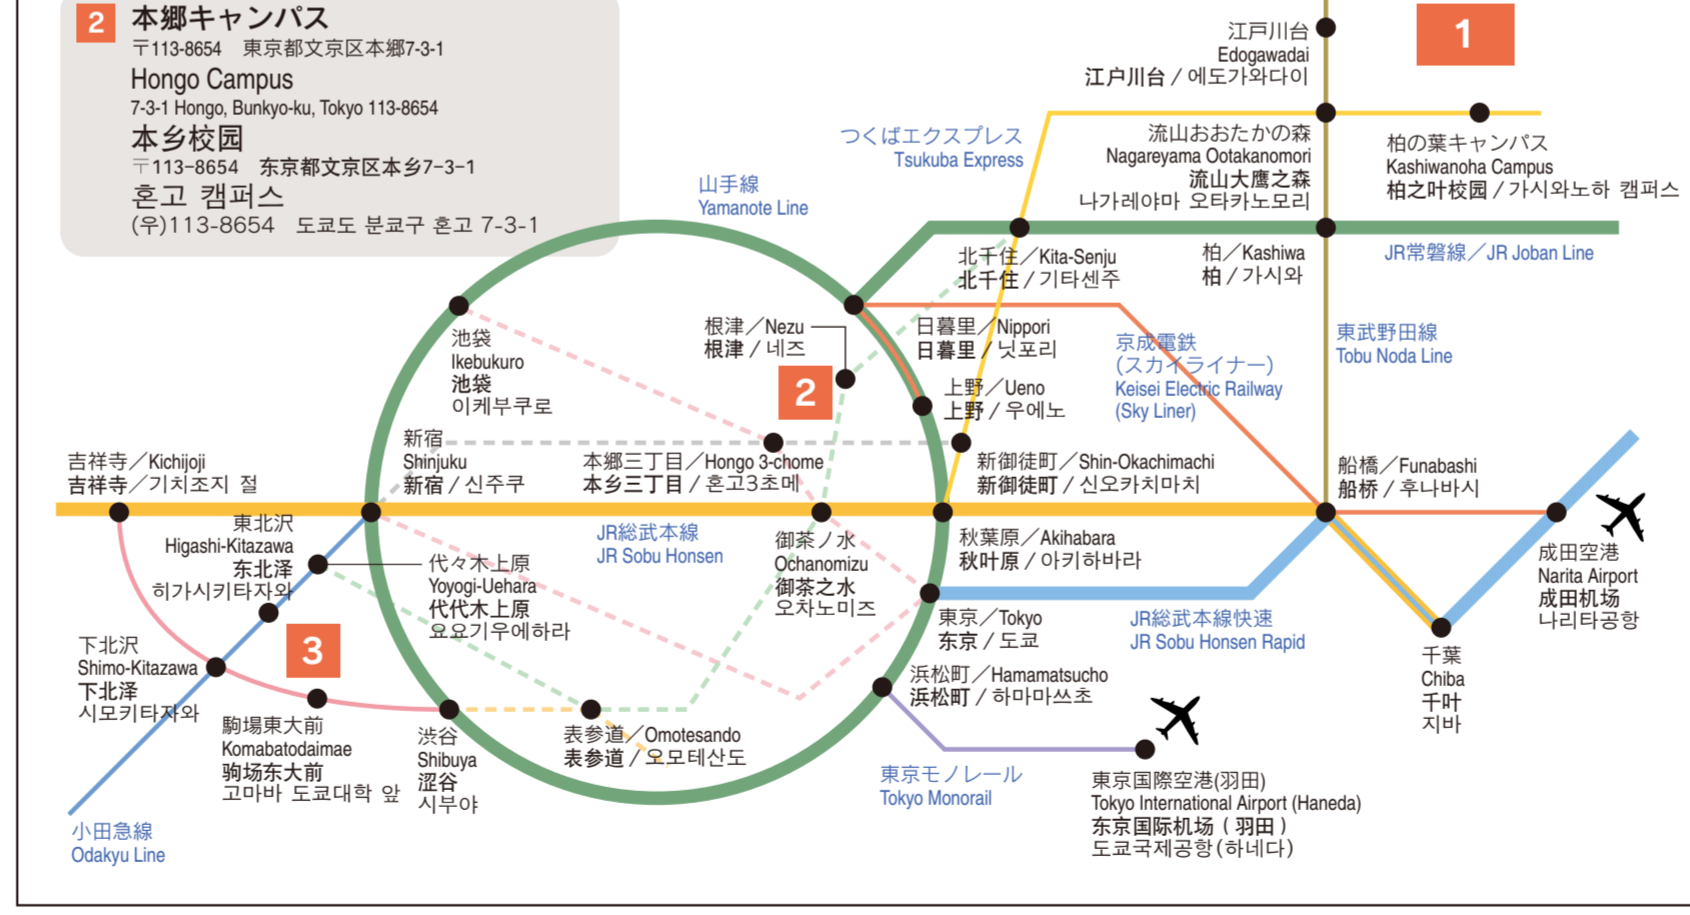 2 本郷キャンパス
〒113-8654　東京都文京区本郷7-3-1
Hongo Campus
7-3-1 Hongo, Bunkyo-ku, Tokyo 113-8654
本乡校园
〒113-8654　东京都文京区本乡7-3-1
혼고 캠퍼스
(우)113-8654　도쿄도 분쿄구 혼고 7-3-1
江戸川台
Edogawadai
江户川台 / 에도가와다이
1
つくばエクスプレス
Tsukuba Express
流山おおたかの森
Nagareyama Ootakanomori
流山大鹰之森
나가레야마 오타카노모리
柏の葉キャンパス
Kashiwanoha Campus
柏之叶校园 / 가시와노하 캠퍼스
山手線
Yamanote Line
北千住／Kita-Senju
北千住 / 기타센주
柏／Kashiwa
柏 / 가시와
JR常磐線／JR Joban Line
池袋
Ikebukuro
池袋
이케부쿠로
根津／Nezu
根津 / 네즈
2
日暮里／Nippori
日暮里 / 닛포리
京成電鉄
(スカイライナー)
Keisei Electric Railway
(Sky Liner)
東武野田線
Tobu Noda Line
上野／Ueno
上野 / 우에노
吉祥寺／Kichijoji
吉祥寺／기치조지 절
新宿
Shinjuku
新宿 / 신주쿠
本郷三丁目／Hongo 3-chome
本乡三丁目 / 혼고3초메
新御徒町／Shin-Okachimachi
新御徒町 / 신오카치마치
船橋／Funabashi
船桥 / 후나바시
東北沢
Higashi-Kitazawa
东北泽
히가시키타자와
代々木上原
Yoyogi-Uehara
代代木上原
요요기우에하라
JR総武本線
JR Sobu Honsen
御茶ノ水
Ochanomizu
御茶之水
오차노미즈
秋葉原／Akihabara
秋叶原 / 아키하바라
成田空港
Narita Airport
成田机场
나리타공항
東京／Tokyo
东京 / 도쿄
JR総武本線快速
JR Sobu Honsen Rapid
下北沢
Shimo-Kitazawa
下北泽
시모키타자와
3
千葉
Chiba
千叶
지바
浜松町／Hamamatsucho
浜松町 / 하마마쓰초
駒場東大前
Komabatodaimae
驹场东大前
고마바 도쿄대학 앞
渋谷
Shibuya
涩谷
시부야
表参道／Omotesando
表参道 / 오모테산도
東京モノレール
Tokyo Monorail
東京国際空港(羽田)
Tokyo International Airport (Haneda)
东京国际机场 ( 羽田 )
도쿄국제공항(하네다)
小田急線
Odakyu Line